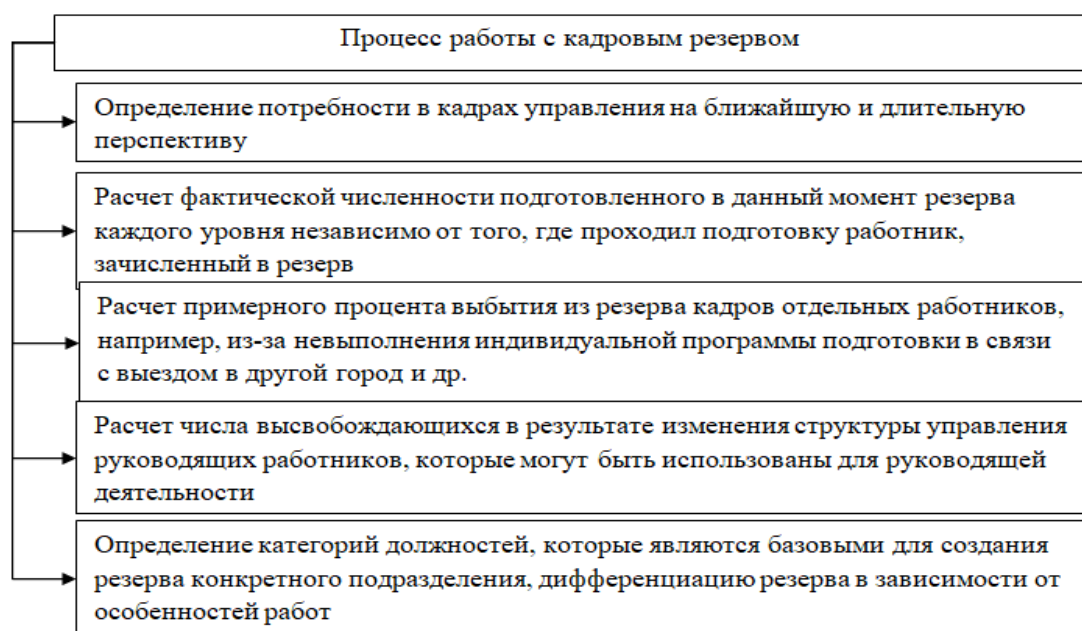 Процесс работы с кадровым резервом
Определение потребности в кадрах управления на ближайшую и длительную
перспективу
Расчет фактической численности подготовленного в данный момент резерва
каждого уровня независимо от того, где проходил подготовку работник,
зачисленный в резерв
Расчет примерного процента выбытия из резерва кадров отдельных работников,
например, из-за невыполнения индивидуальной программы подготовки в связи
с выездом в другой город и др.
Расчет числа высвобождающихся в результате изменения структуры управления
руководящих работников, которые могут быть использованы для руководящей
деятельности
Определение категорий должностей, которые являются базовыми для создания
резерва конкретного подразделения, дифференциацию резерва в зависимости от
особенностей работ